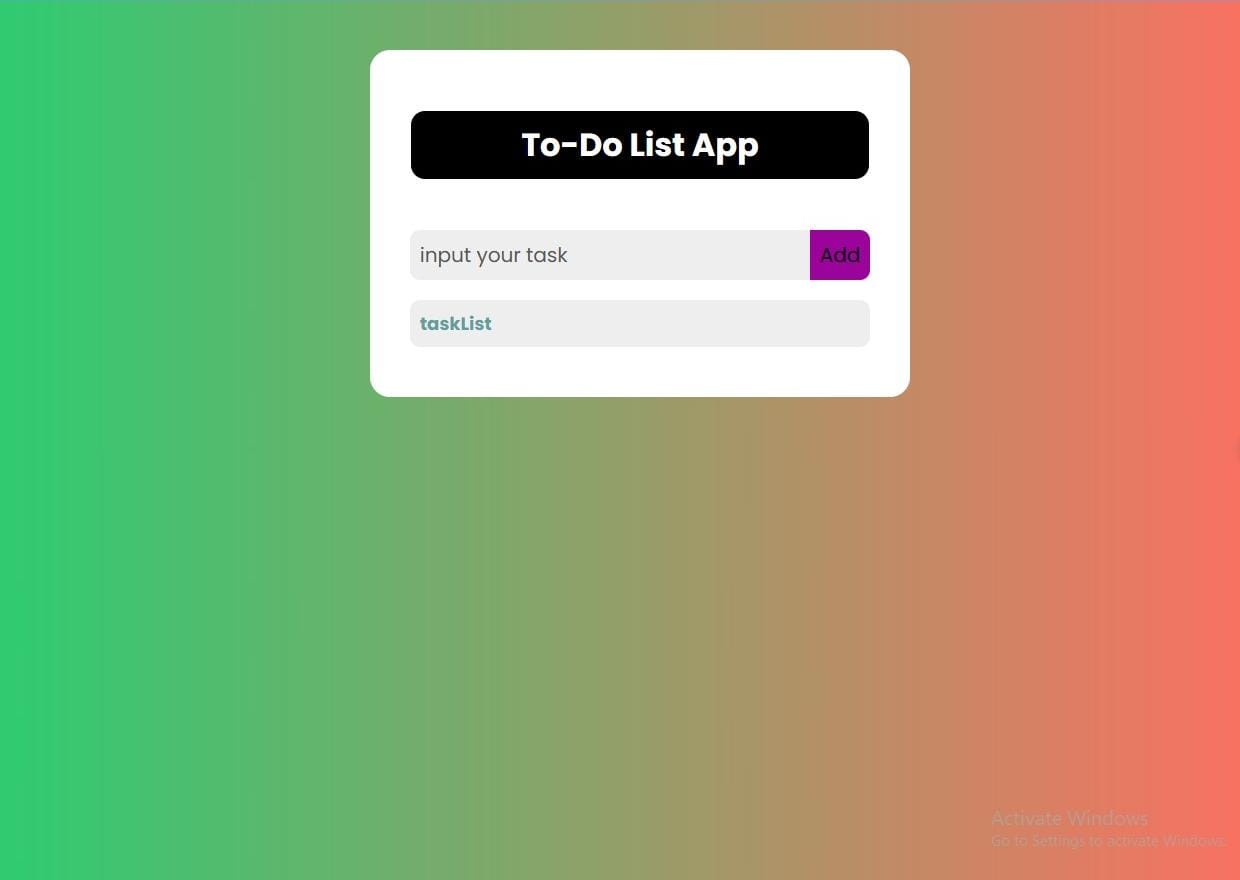 To-Do List App
input your task
Add
taskList
Activate Windows
Go to Settings to activate Windows.